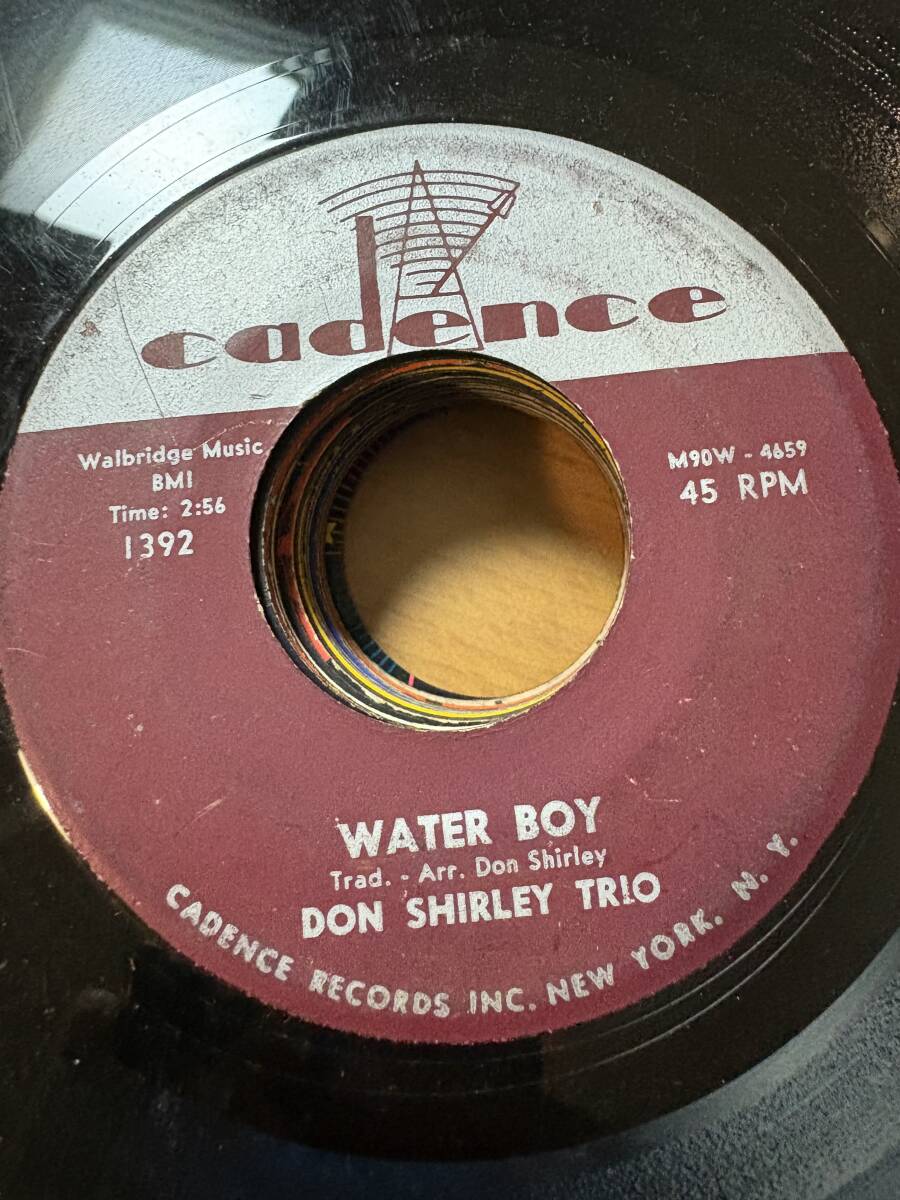 cadence
Walbridge Music
BMI
Time: 2:56
1392
M90W - 4659
45 RPM
WATER BOY
Trad. - Arr. Don Shirley
DON SHIRLEY TRIO
CADENCE RECORDS INC. NEW YORK. N. Y.